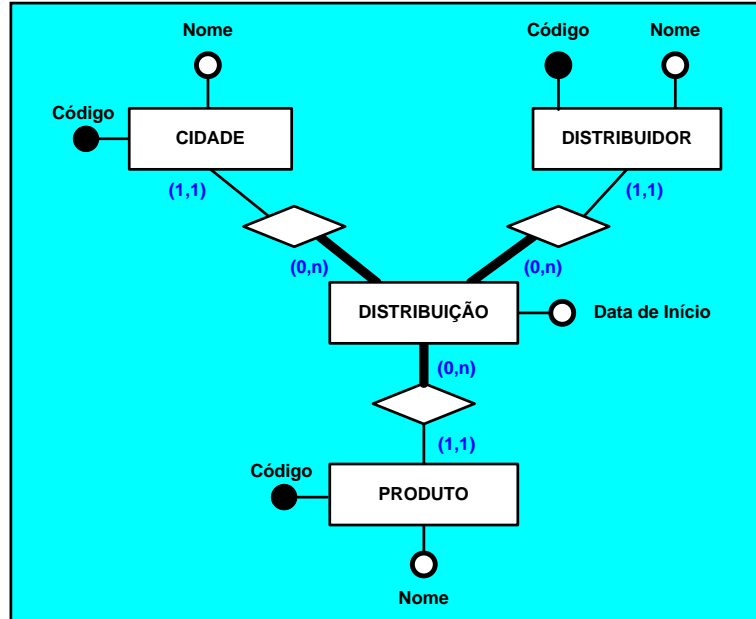 Nome
Código
Nome
Código
CIDADE
DISTRIBUIDOR
(1,1)
(1,1)
(0,n)
(0,n)
DISTRIBUIÇÃO
Data de Início
(0,n)
(1,1)
Código
PRODUTO
Nome